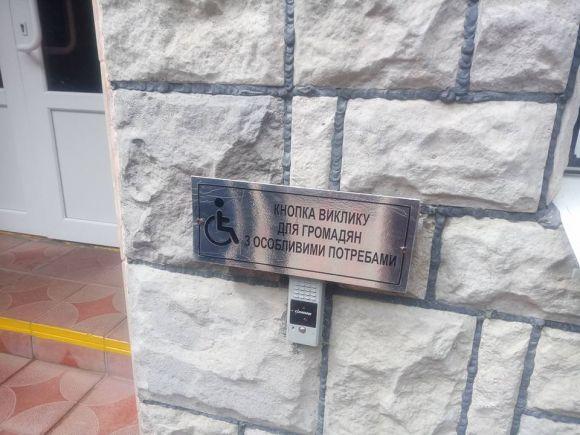 КНОПКА ВИКЛИКУ
ДЛЯ ГРОМАДЯН
З ОСОБЛИВИМИ ПОТРЕБАМИ